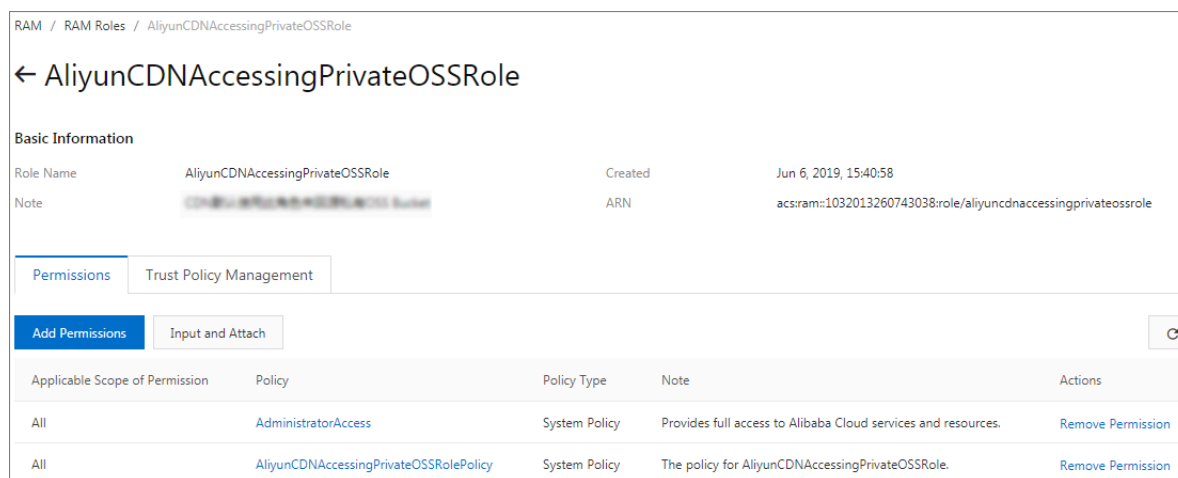 RAM / RAM Roles / AliyunCDNAccessingPrivateOSSRole
← AliyunCDNAccessingPrivateOSSRole
Basic Information
Role Name AliyunCDNAccessingPrivateOSSRole Created Jun 6, 2019, 15:40:58
Note ARN acs:ram::1032013260743038:role/aliyuncdnaccessingprivateossrole
Permissions Trust Policy Management
Add Permissions Input and Attach
Applicable Scope of Permission Policy Policy Type Note Actions
All AdministratorAccess System Policy Provides full access to Alibaba Cloud services and resources. Remove Permission
All AliyunCDNAccessingPrivateOSSRolePolicy System Policy The policy for AliyunCDNAccessingPrivateOSSRole. Remove Permission